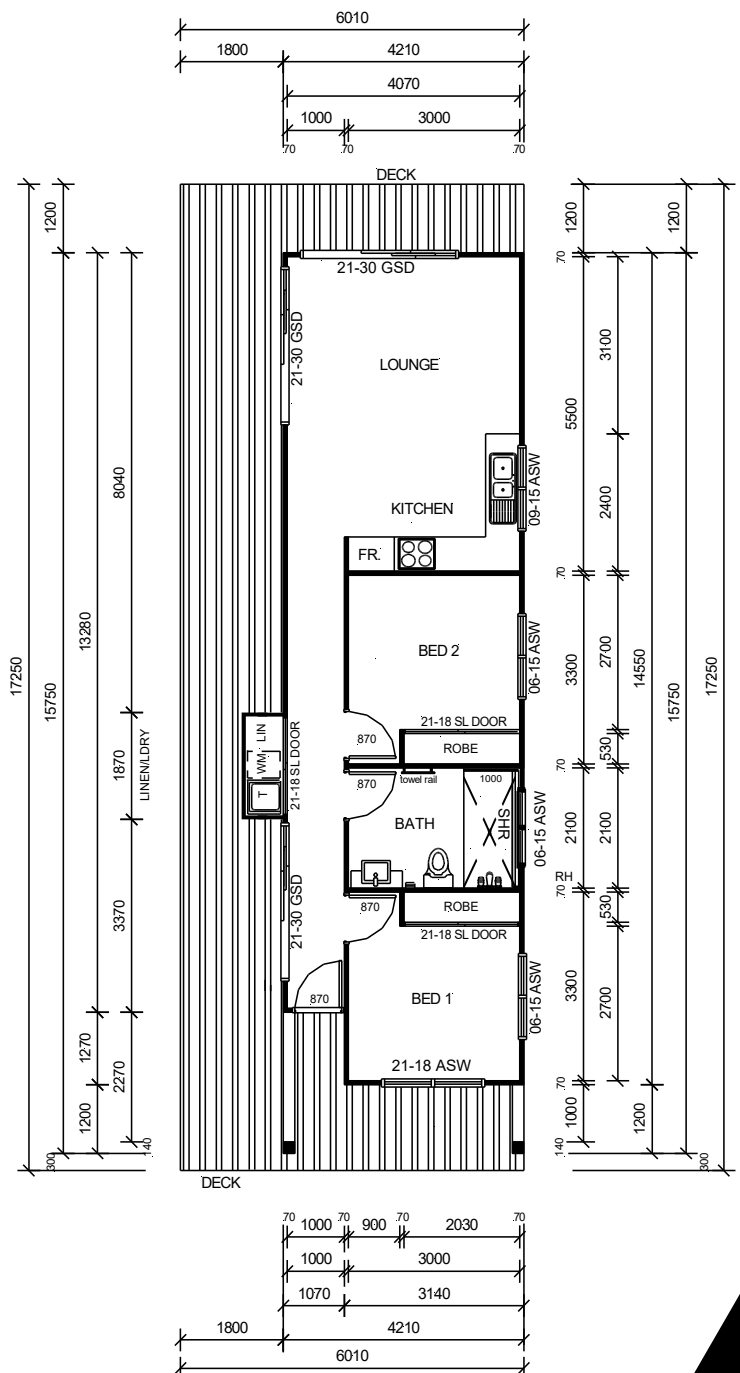 6010
1800 4210
4070
1000 3000
70 70 70
DECK
1200 1200 1200
21-30 GSD
70
21-30 GSD
LOUNGE
3100
5500
8040
KITCHEN
09-15 ASW
2400
FR.
70 70
13280
17250
15750
BED 2
06-15 ASW
3300
2700
14550
15750
17250
21-18 SL DOOR
870
ROBE
530
LIN
WM
T
21-18 SL DOOR
1870
LINEN/LDRY
70 70
870
towel rail
1000
BATH
SHR
06-15 ASW
2100
2100
RH
70 70
3370
21-30 GSD
870
ROBE
530
21-18 SL DOOR
870
BED 1
06-15 ASW
3300
2700
21-18 ASW
1270
2270
1200
70 70
1000
1200
140
300
140
300
DECK
70 70 70 70
1000 900 2030
1000 3000
1070 3140
1800 4210
6010